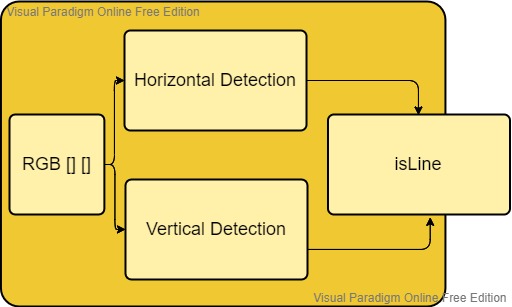 Visual Paradigm Online Free Edition
Horizontal Detection
RGB [] []
isLine
Vertical Detection
Visual Paradigm Online Free Edition